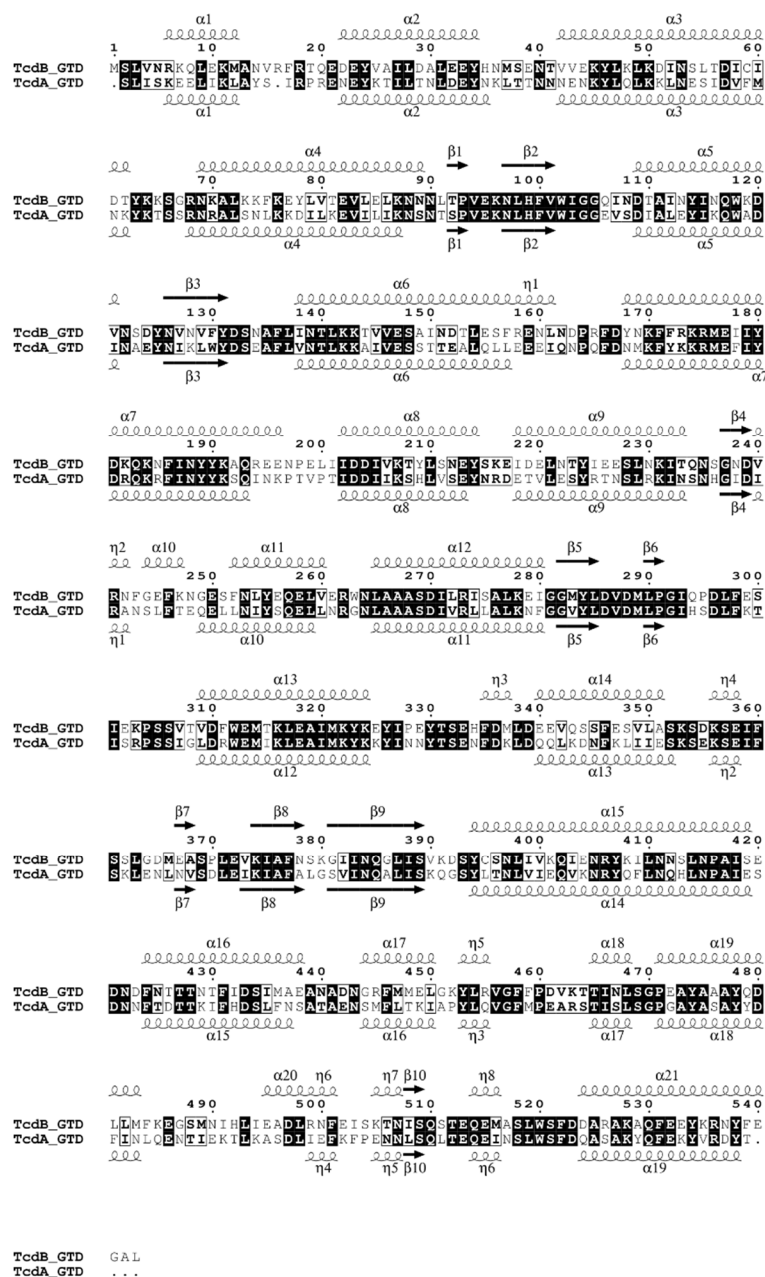 α1 α2 α3
1 10 20 30 40 50 60
TcdB_GTD MSLVNRKQLEKMANVRFRTQEDEYVAILDALEEYHNMSENTVVEKYLKLKDINSLTDICI
TcdA_GTD .SLISKEELIKLAYS.IRPRENEYKTILTNLDEYNKLTTNNNENKYLQLKKLNESIDVFM
α1 α2 α3
α4 β1 β2 α5
70 80 90 100 110 120
TcdB_GTD DTYKKSGRNKALKKFKEYLVTEVLELKNNNLTPVEKNLHFVWIGGQINDTAINYINQWKD
TcdA_GTD NKYKTSSRNRALSNLKKDILKEVILIKNSNTSPVEKNLHFVWIGGEVSDIALEYIKQWAD
α4 β1 β2 α5
β3 α6 η1
130 140 150 160 170 180
TcdB_GTD VNSDYNVNVFYDSNAFLINTLKKTVVESAINDTLESFRENLNDPRFDYNKFFRKRMEIIY
TcdA_GTD INAEYNIKLWYDSEAFLVNTLKKAIVESSTTEALQLLEEEIQNPQFDNMKFYKKRMEFIY
β3 α6 α7
α7 α8 α9 β4
190 200 210 220 230 240
TcdB_GTD DKQKNFINYYKAQREENPELIIDDIVKTYLSNEYSKEIDELNTYIEESLNKITQNSGNDV
TcdA_GTD DRQKRFINYYKSQINKPTVPTIDDIIKSHLVSEYNRDETVLESYRTNSLRKINSNHGIDI
α8 α9 β4
η2 α10 α11 α12 β5 β6
250 260 270 280 290 300
TcdB_GTD RNFGEFKNGESFNLYEQELVERWNLAAASDILRISALKEIGGMYLDVDMLPGIQPDLFES
TcdA_GTD RANSLFTEQELLNIYSQELLNRGNLAAASDIVRLLALKNFGGVYLDVDMLPGIHSDLFKT
η1 α10 α11 β5 β6
α13 η3 α14 η4
310 320 330 340 350 360
TcdB_GTD IEKPSSVTVDFWEMTKLEAIMKYKEYIPEYTSEHFDMLDEEVQSSFESVLASKSDKSEIF
TcdA_GTD ISRPSSIGLDRWEMIKLEAIMKYKKYINNYTSENFDKLDQQLKDNFKLIIESKSEKSEIF
α12 α13 η2
β7 β8 β9 α15
370 380 390 400 410 420
TcdB_GTD SSLGDMEASPLEVKIAFNSKGIINQGLISVKDSYCSNLIVKQIENRYKILNNSLNPAISE
TcdA_GTD SKLENLNVSDLEIKIAFALGSVINQALISKQGSYLTNLVIEQVKNRYQFLNQHLNPAIES
β7 β8 β9 α14
α16 α17 η5 α18 α19
430 440 450 460 470 480
TcdB_GTD DNDFNTTTNTFIDSIMAEANADNGRFMMELGKYLRVGFFPDVKTTINLSGPEAYAAAYQD
TcdA_GTD DNNFTDTTKIFHDSLFNSATAENSMFLTKIAPYLQVGFMPEARSTISLSGPGAYASAYYD
α15 α16 η3 α17 α18
α20 η6 η7 β10 η8 α21
490 500 510 520 530 540
TcdB_GTD LLMFKEGSMNIHLIEADLRNFEISKTNISQSTEQEMASLWSFDDARAKAQFEEYKRNYFE
TcdA_GTD FINLQENTIEKTLKASDLIEFKFPENNLSQLTEQEINSLWSFDQASAKYQFEKYVRDYT.
η4 η5 β10 η6 α19
TcdB_GTD GAL
TcdA_GTD ...